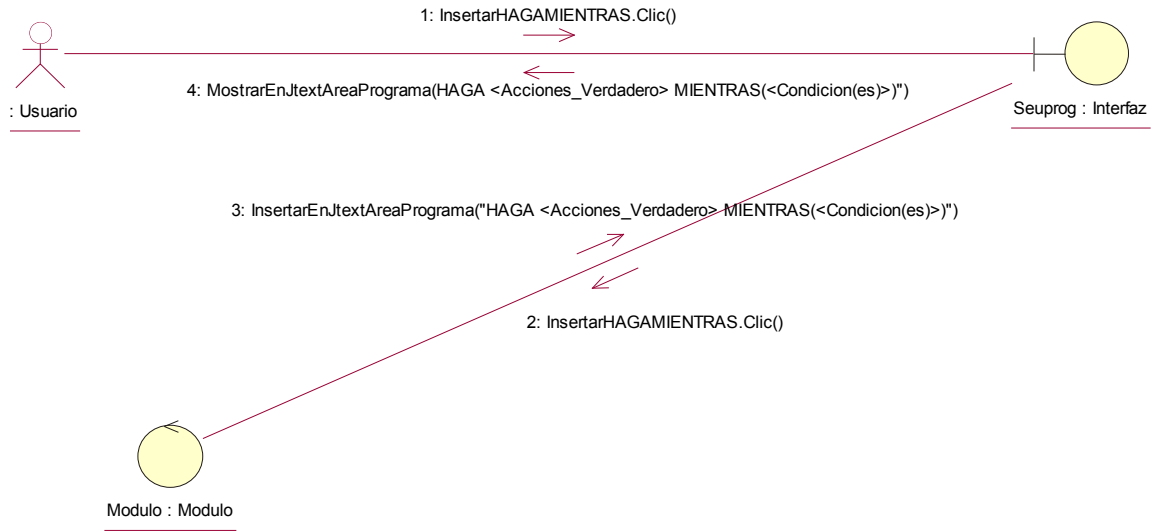 1: InsertarHAGAMIENTRAS.Clic()
4: MostrarEnJtextAreaPrograma(HAGA <Acciones_Verdadero> MIENTRAS(<Condicion(es)>)")
: Usuario
Seuprog : Interfaz
3: InsertarEnJtextAreaPrograma("HAGA <Acciones_Verdadero> MIENTRAS(<Condicion(es)>)")
2: InsertarHAGAMIENTRAS.Clic()
Modulo : Modulo